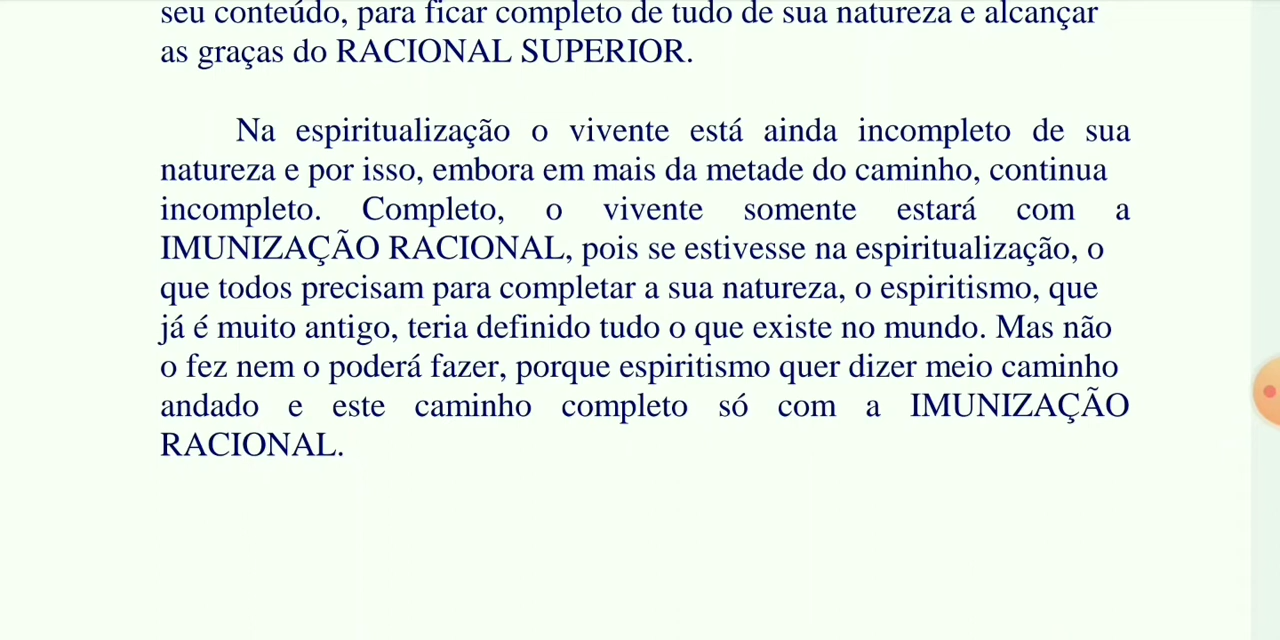 seu conteúdo, para ficar completo de tudo de sua natureza e alcançar
as graças do RACIONAL SUPERIOR.
Na espiritualização o vivente está ainda incompleto de sua
natureza e por isso, embora em mais da metade do caminho, continua
incompleto. Completo, o vivente somente estará com a
IMUNIZAÇÃO RACIONAL, pois se estivesse na espiritualização, o
que todos precisam para completar a sua natureza, o espiritismo, que
já é muito antigo, teria definido tudo o que existe no mundo. Mas não
o fez nem o poderá fazer, porque espiritismo quer dizer meio caminho
andado e este caminho completo só com a IMUNIZAÇÃO
RACIONAL.